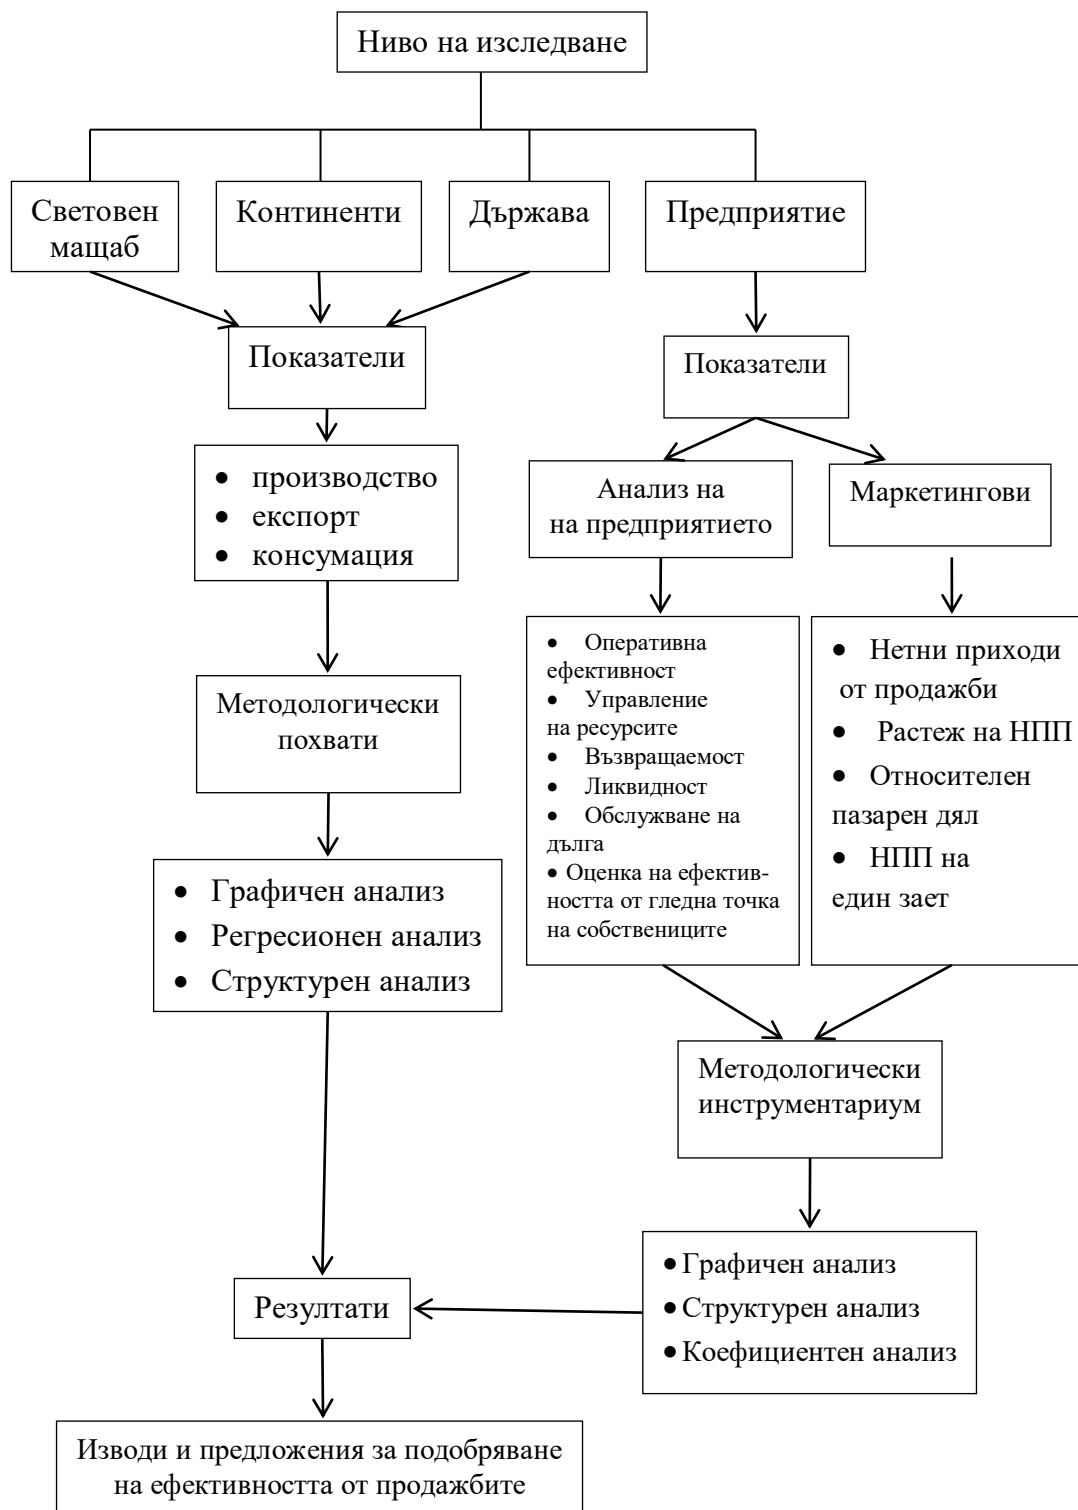 Ниво на изследване
Световен
мащаб
Континенти
Държава
Предприятие
Показатели
Показатели
• производство
• експорт
• консумация
Анализ на
на предприятието
Маркетингови
Методологически
похвати
• Оперативна
ефективност
• Управление
на ресурсите
• Възвращаемост
• Ликвидност
• Обслужване на
дълга
• Оценка на ефектив-
ността от гледна точка
на собствениците
• Нетни приходи
от продажби
• Растеж на НПП
• Относителен
пазарен дял
• НПП на
един зает
• Графичен анализ
• Регресионен анализ
• Структурен анализ
Методологически
инструментариум
• Графичен анализ
• Структурен анализ
• Коефициентен анализ
Резултати
Изводи и предложения за подобряване
на ефективността от продажбите